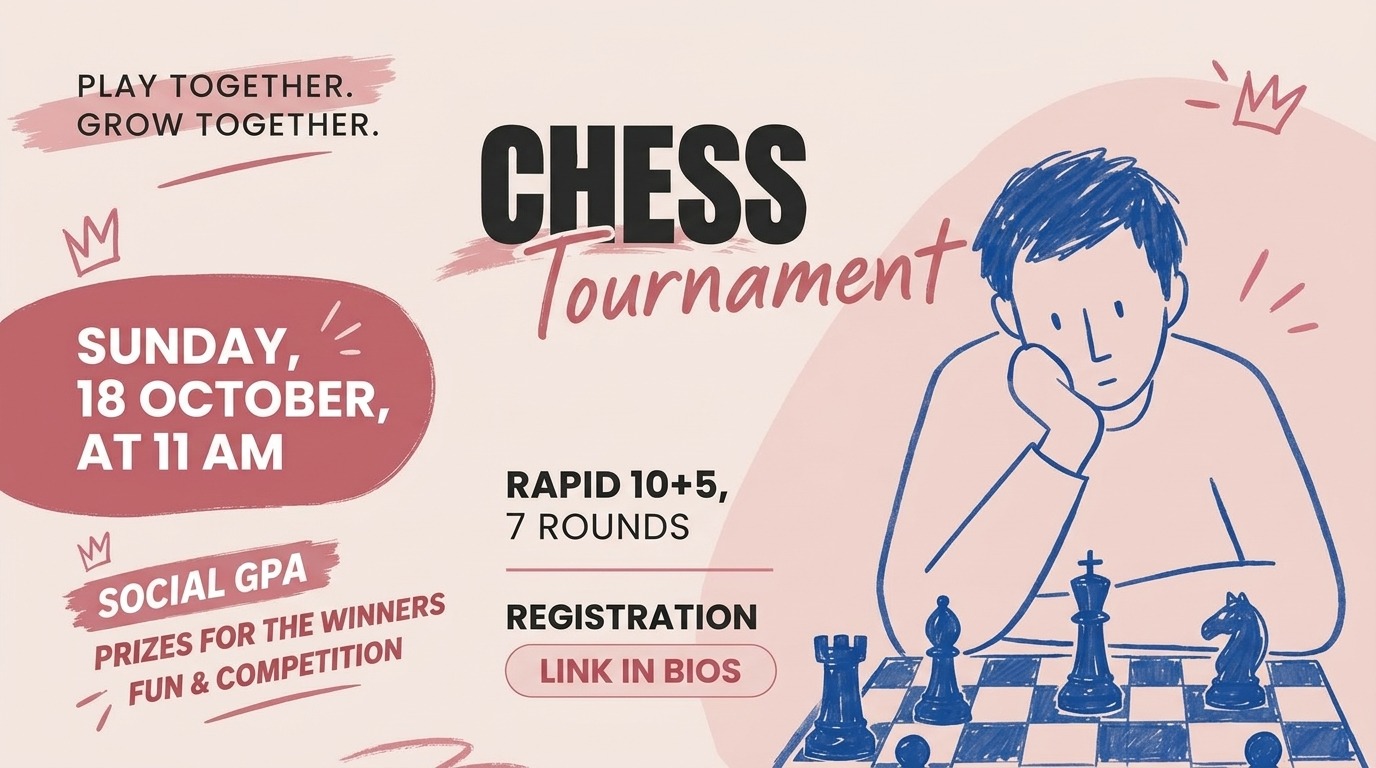 PLAY TOGETHER.
GROW TOGETHER.
CHESS
Tournament
SUNDAY,
18 OCTOBER,
AT 11 AM
SOCIAL GPA
PRIZES FOR THE WINNERS
FUN & COMPETITION
RAPID 10+5,
7 ROUNDS
REGISTRATION
LINK IN BIOS